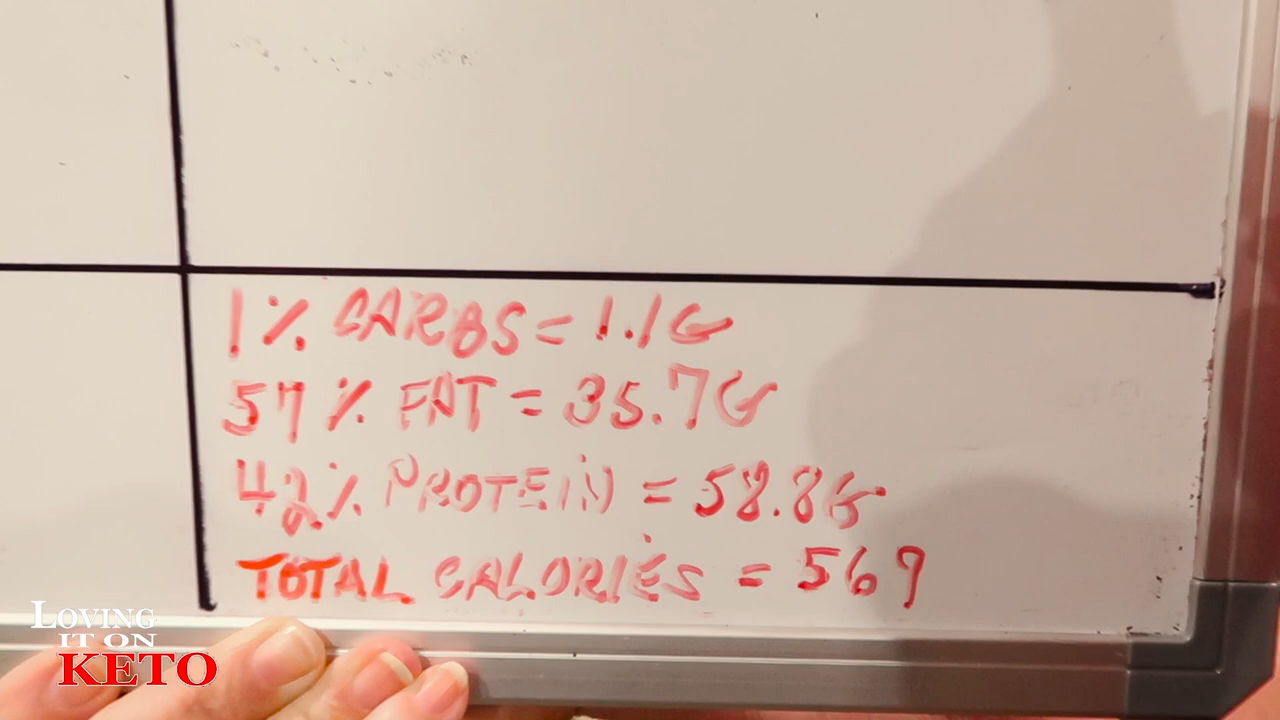 1% CARBS = 1.1G
57% FAT = 35.7G
42% PROTEIN = 58.8G
TOTAL CALORIES = 569
LOVING
IT ON
KETO